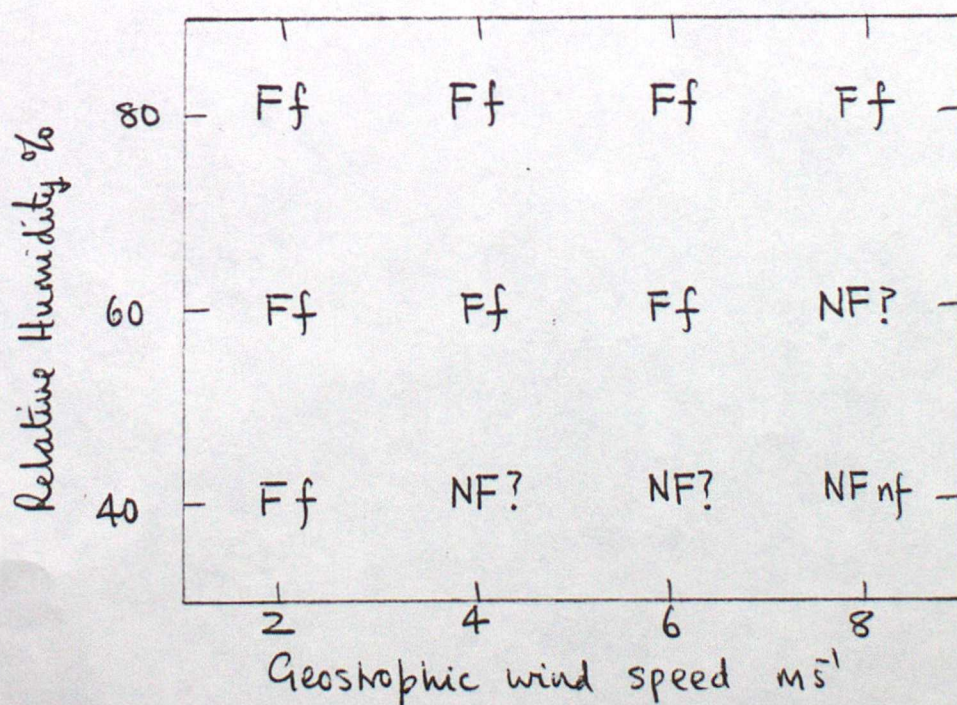 80 Ff Ff Ff Ff
60 Ff Ff Ff NF?
40 Ff NF? NF? NFnf
2 4 6 8
Geostrophic wind speed ms⁻¹
Relative Humidity %